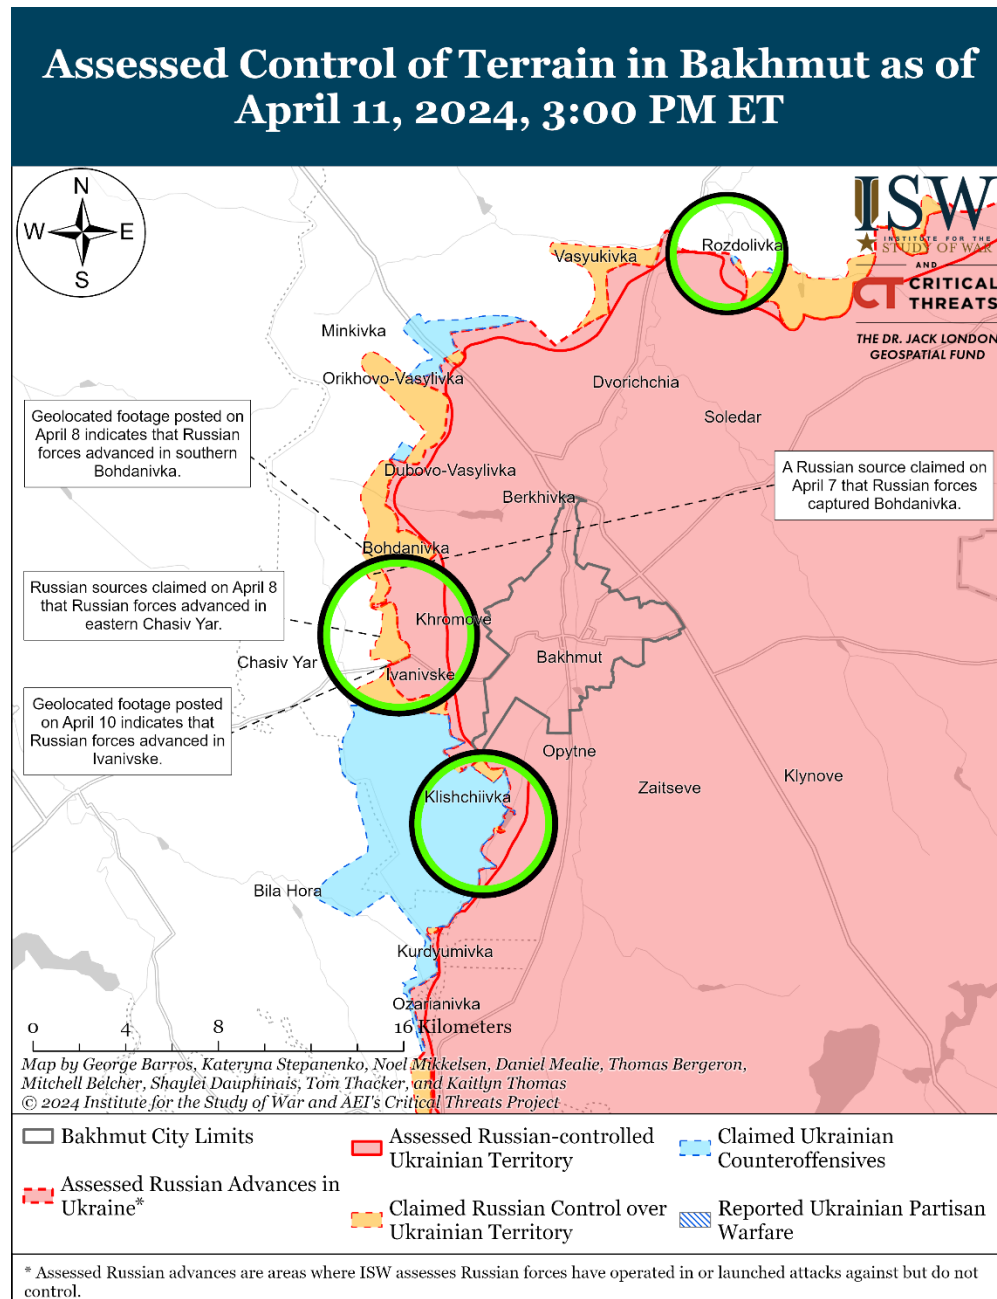 Assessed Control of Terrain in Bakhmut as of
April 11, 2024, 3:00 PM ET
N
W
E
S
ISW
INSTITUTE FOR THE
STUDY OF WAR
AND
CT CRITICAL
THREATS
THE DR. JACK LONDON
GEOSPATIAL FUND
Rozdolivka
Vasyukivka
Minkivka
Orikhovo-Vasylivka
Dvorichchia
Soledar
Geolocated footage posted on
April 8 indicates that Russian
forces advanced in southern
Bohdanivka.
A Russian source claimed on
April 7 that Russian forces
captured Bohdanivka.
Dubovo-Vasylivka
Berkhivka
Bohdanivka
Russian sources claimed on April 8
that Russian forces advanced in
eastern Chasiv Yar.
Khromove
Chasiv Yar
Bakhmut
Ivanivske
Geolocated footage posted
on April 10 indicates that
Russian forces advanced in
Ivanivske.
Opytne
Zaitseve
Klynove
Klishchiivka
Bila Hora
Kurdyumivka
Ozarianivka
0 4 8 16 Kilometers
Map by George Barros, Kateryna Stepanenko, Noel Mikkelsen, Daniel Mealie, Thomas Bergeron,
Mitchell Belcher, Shaylei Dauphinais, Tom Thacker, and Kaitlyn Thomas
© 2024 Institute for the Study of War and AEI's Critical Threats Project
Bakhmut City Limits
Assessed Russian Advances in
Ukraine*
Assessed Russian-controlled
Ukrainian Territory
Claimed Russian Control over
Ukrainian Territory
Claimed Ukrainian
Counteroffensives
Reported Ukrainian Partisan
Warfare
* Assessed Russian advances are areas where ISW assesses Russian forces have operated in or launched attacks against but do not
control.